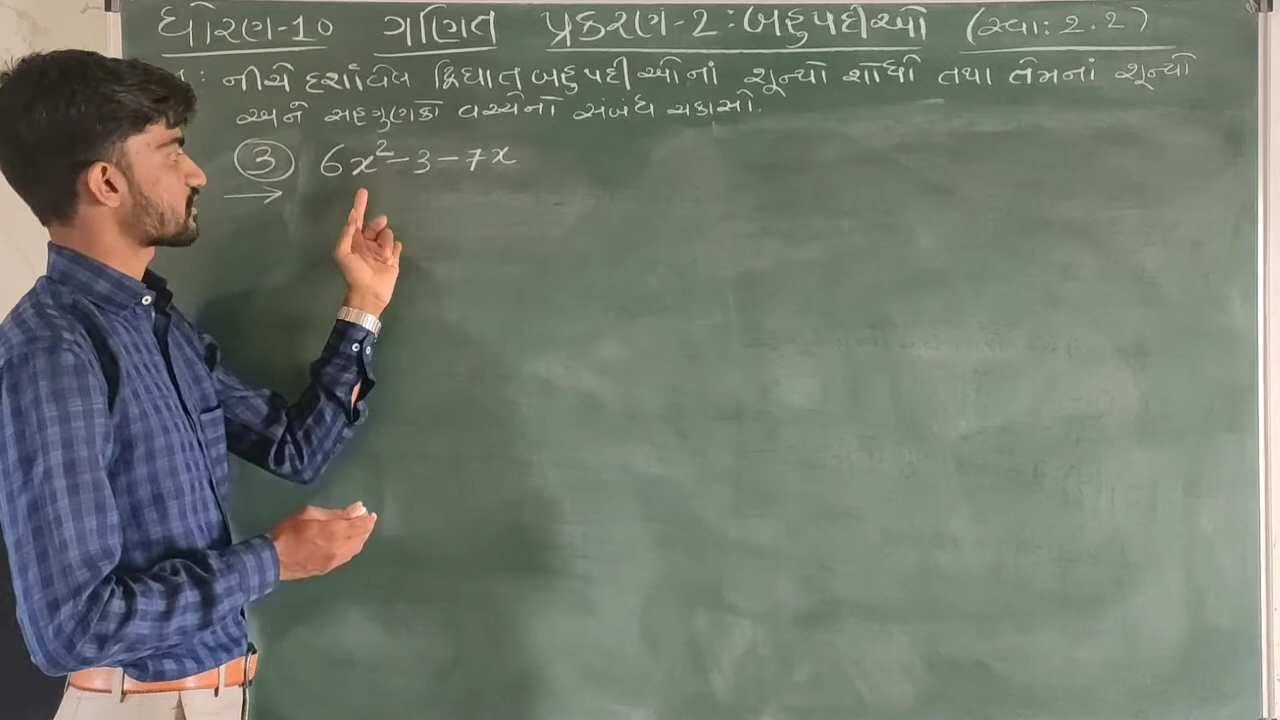 ધોરણ-10 ગણિત પ્રકરણ-2 : બહુપદીઓ (સ્વા: 2.2)
: નીચે દર્શાવેલ દ્વિઘાત બહુપદીઓનાં શૂન્યો શોધો તથા તેમનાં શૂન્યો
અને સહગુણકો વચ્ચેનો સંબંધ ચકાસો.
③ 6x²-3-7x
→